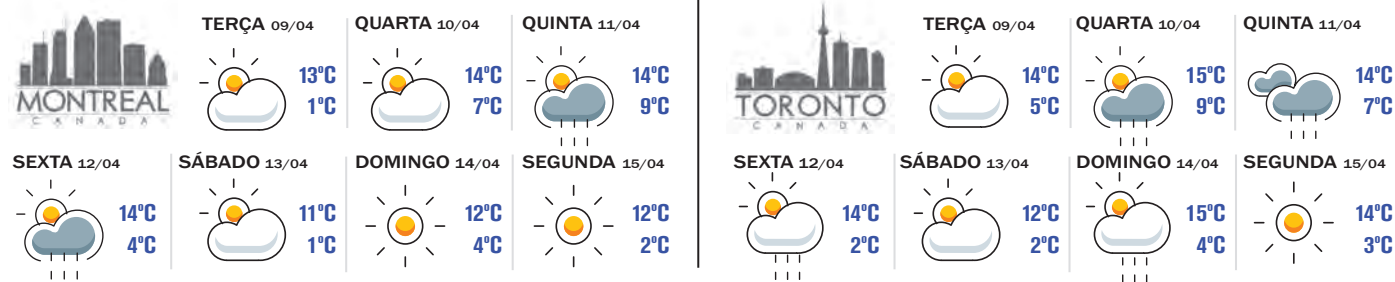 MONTREAL
CANADA
TERÇA 09/04
13ºC
1ºC
QUARTA 10/04
14ºC
7ºC
QUINTA 11/04
14ºC
9ºC
SEXTA 12/04
14ºC
4ºC
SÁBADO 13/04
11ºC
1ºC
DOMINGO 14/04
12ºC
4ºC
SEGUNDA 15/04
12ºC
2ºC
TORONTO
CANADA
TERÇA 09/04
14ºC
5ºC
QUARTA 10/04
15ºC
9ºC
QUINTA 11/04
14ºC
7ºC
SEXTA 12/04
14ºC
2ºC
SÁBADO 13/04
12ºC
2ºC
DOMINGO 14/04
15ºC
4ºC
SEGUNDA 15/04
14ºC
3ºC